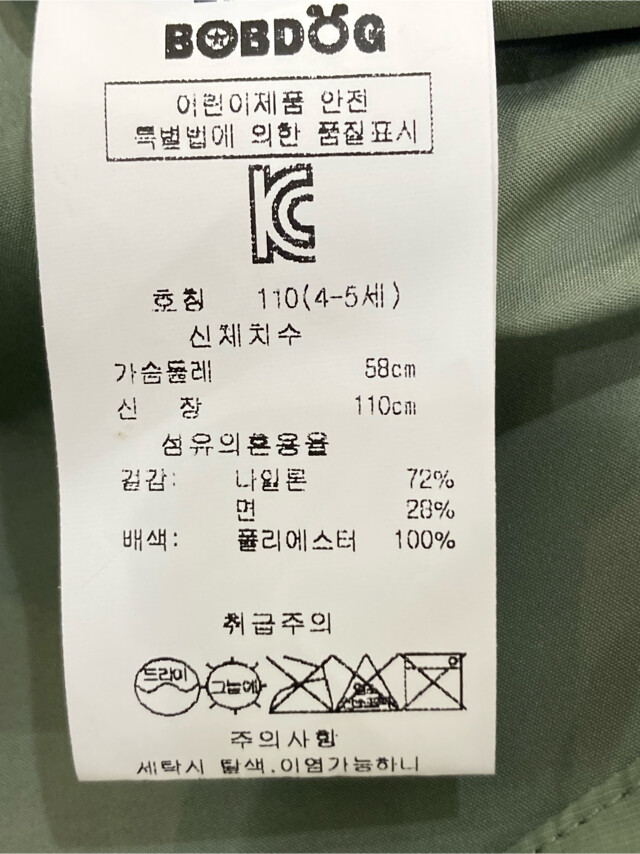 BOBDOG
어린이제품 안전
특별법에 의한 품질표시
KC
호칭 110(4-5세)
신체치수
가슴둘레 58cm
신 장 110cm
섬유의혼용율
겉감: 나일론 72%
면 28%
배색: 폴리에스터 100%
취급주의
드라이 그늘에
주의사항
세탁시 탈색.이염가능하니